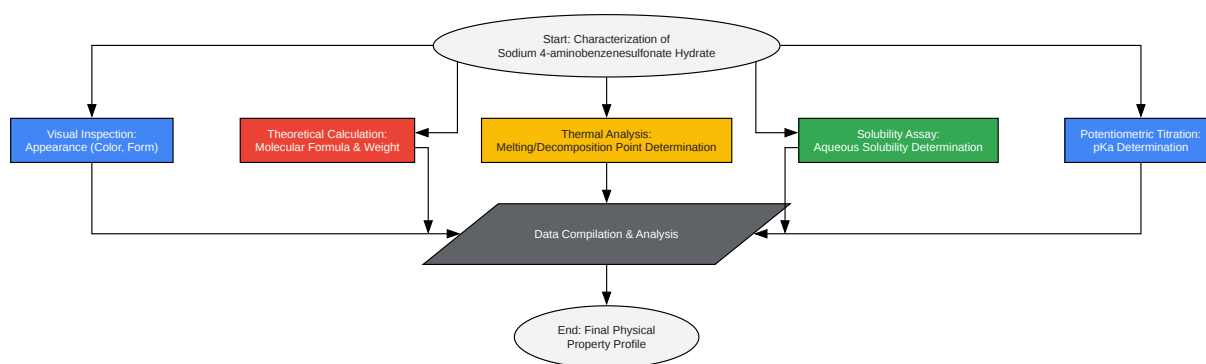 Start: Characterization of
Sodium 4-aminobenzenesulfonate Hydrate
Visual Inspection:
Appearance (Color, Form)
Theoretical Calculation:
Molecular Formula & Weight
Thermal Analysis:
Melting/Decomposition Point Determination
Solubility Assay:
Aqueous Solubility Determination
Potentiometric Titration:
pKa Determination
Data Compilation & Analysis
End: Final Physical
Property Profile